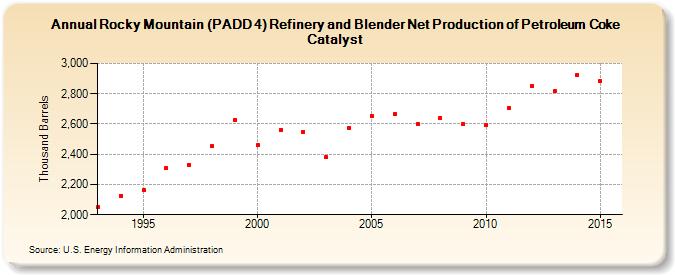 Annual Rocky Mountain (PADD 4) Refinery and Blender Net Production of Petroleum Coke
Catalyst
Thousand Barrels
3,000
2,800
2,600
2,400
2,200
2,000
1995 2000 2005 2010 2015
Source: U.S. Energy Information Administration